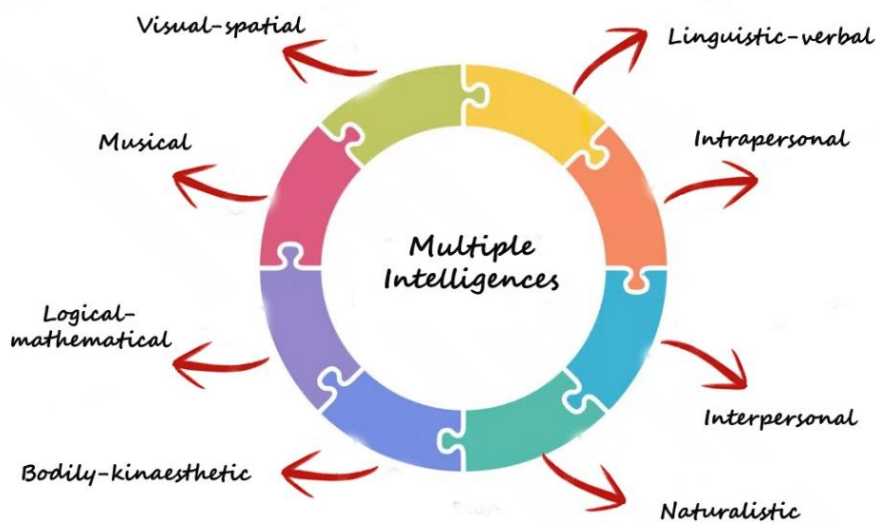 Visual-spatial
Linguistic-verbal
Musical
Intrapersonal
Multiple
Intelligences
Logical-
mathematical
Interpersonal
Bodily-kinaesthetic
Naturalistic